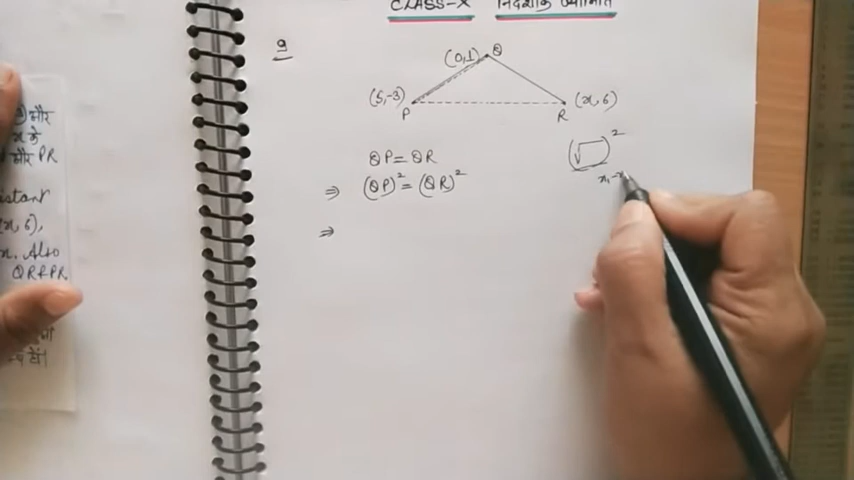 CLASS-X निर्देशांक ज्यामिति
9
(0,1) Q
(5,-3) P R (x,6)
QP = QR
⇒ (QP)² = (QR)²
(√ )²
⇒
और
x के
और PR
istant
(x, 6),
x. Also
QR & PR